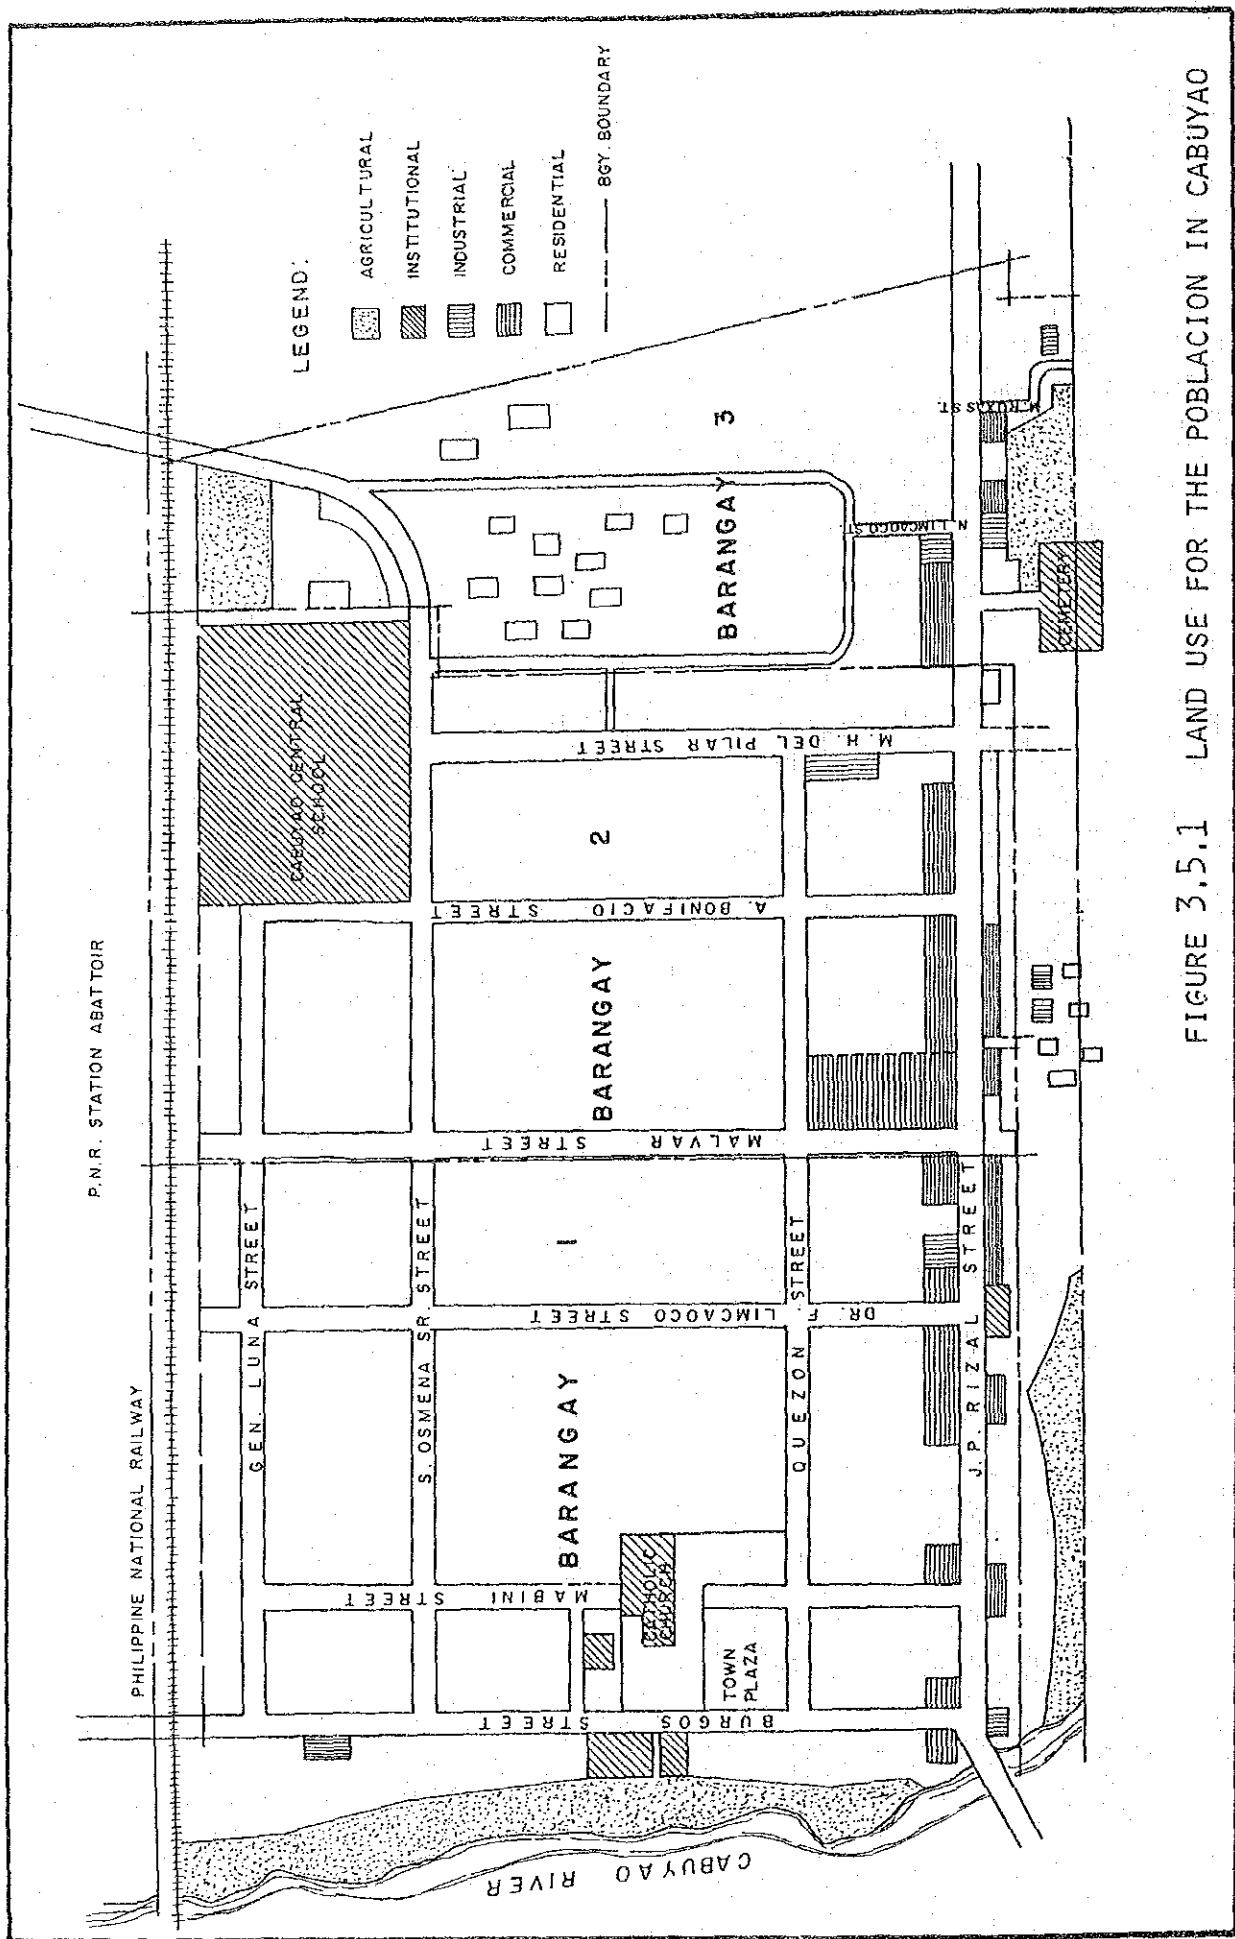 P.N.R. STATION ABATTOIR
PHILIPPINE NATIONAL RAILWAY
LEGEND:
AGRICULTURAL
INSTITUTIONAL
INDUSTRIAL
COMMERCIAL
RESIDENTIAL
BGY. BOUNDARY
CABUYAO CENTRAL
SCHOOL
GEN. LUNA STREET
S. OSMENA SR. STREET
BARANGAY 1
BARANGAY 2
BARANGAY 3
BURGOS STREET
MABINI STREET
DR. F. LIMCAOCO STREET
MALVAR STREET
A. BONIFACIO STREET
M. H. DEL PILAR STREET
N. LIMCAOCO ST.
CATHOLIC
CHURCH
TOWN
PLAZA
QUEZON STREET
J.P. RIZAL STREET
CEMETERY
CABUYAO RIVER
FIGURE 3.5.1 LAND USE FOR THE POBLACION IN CABUYAO